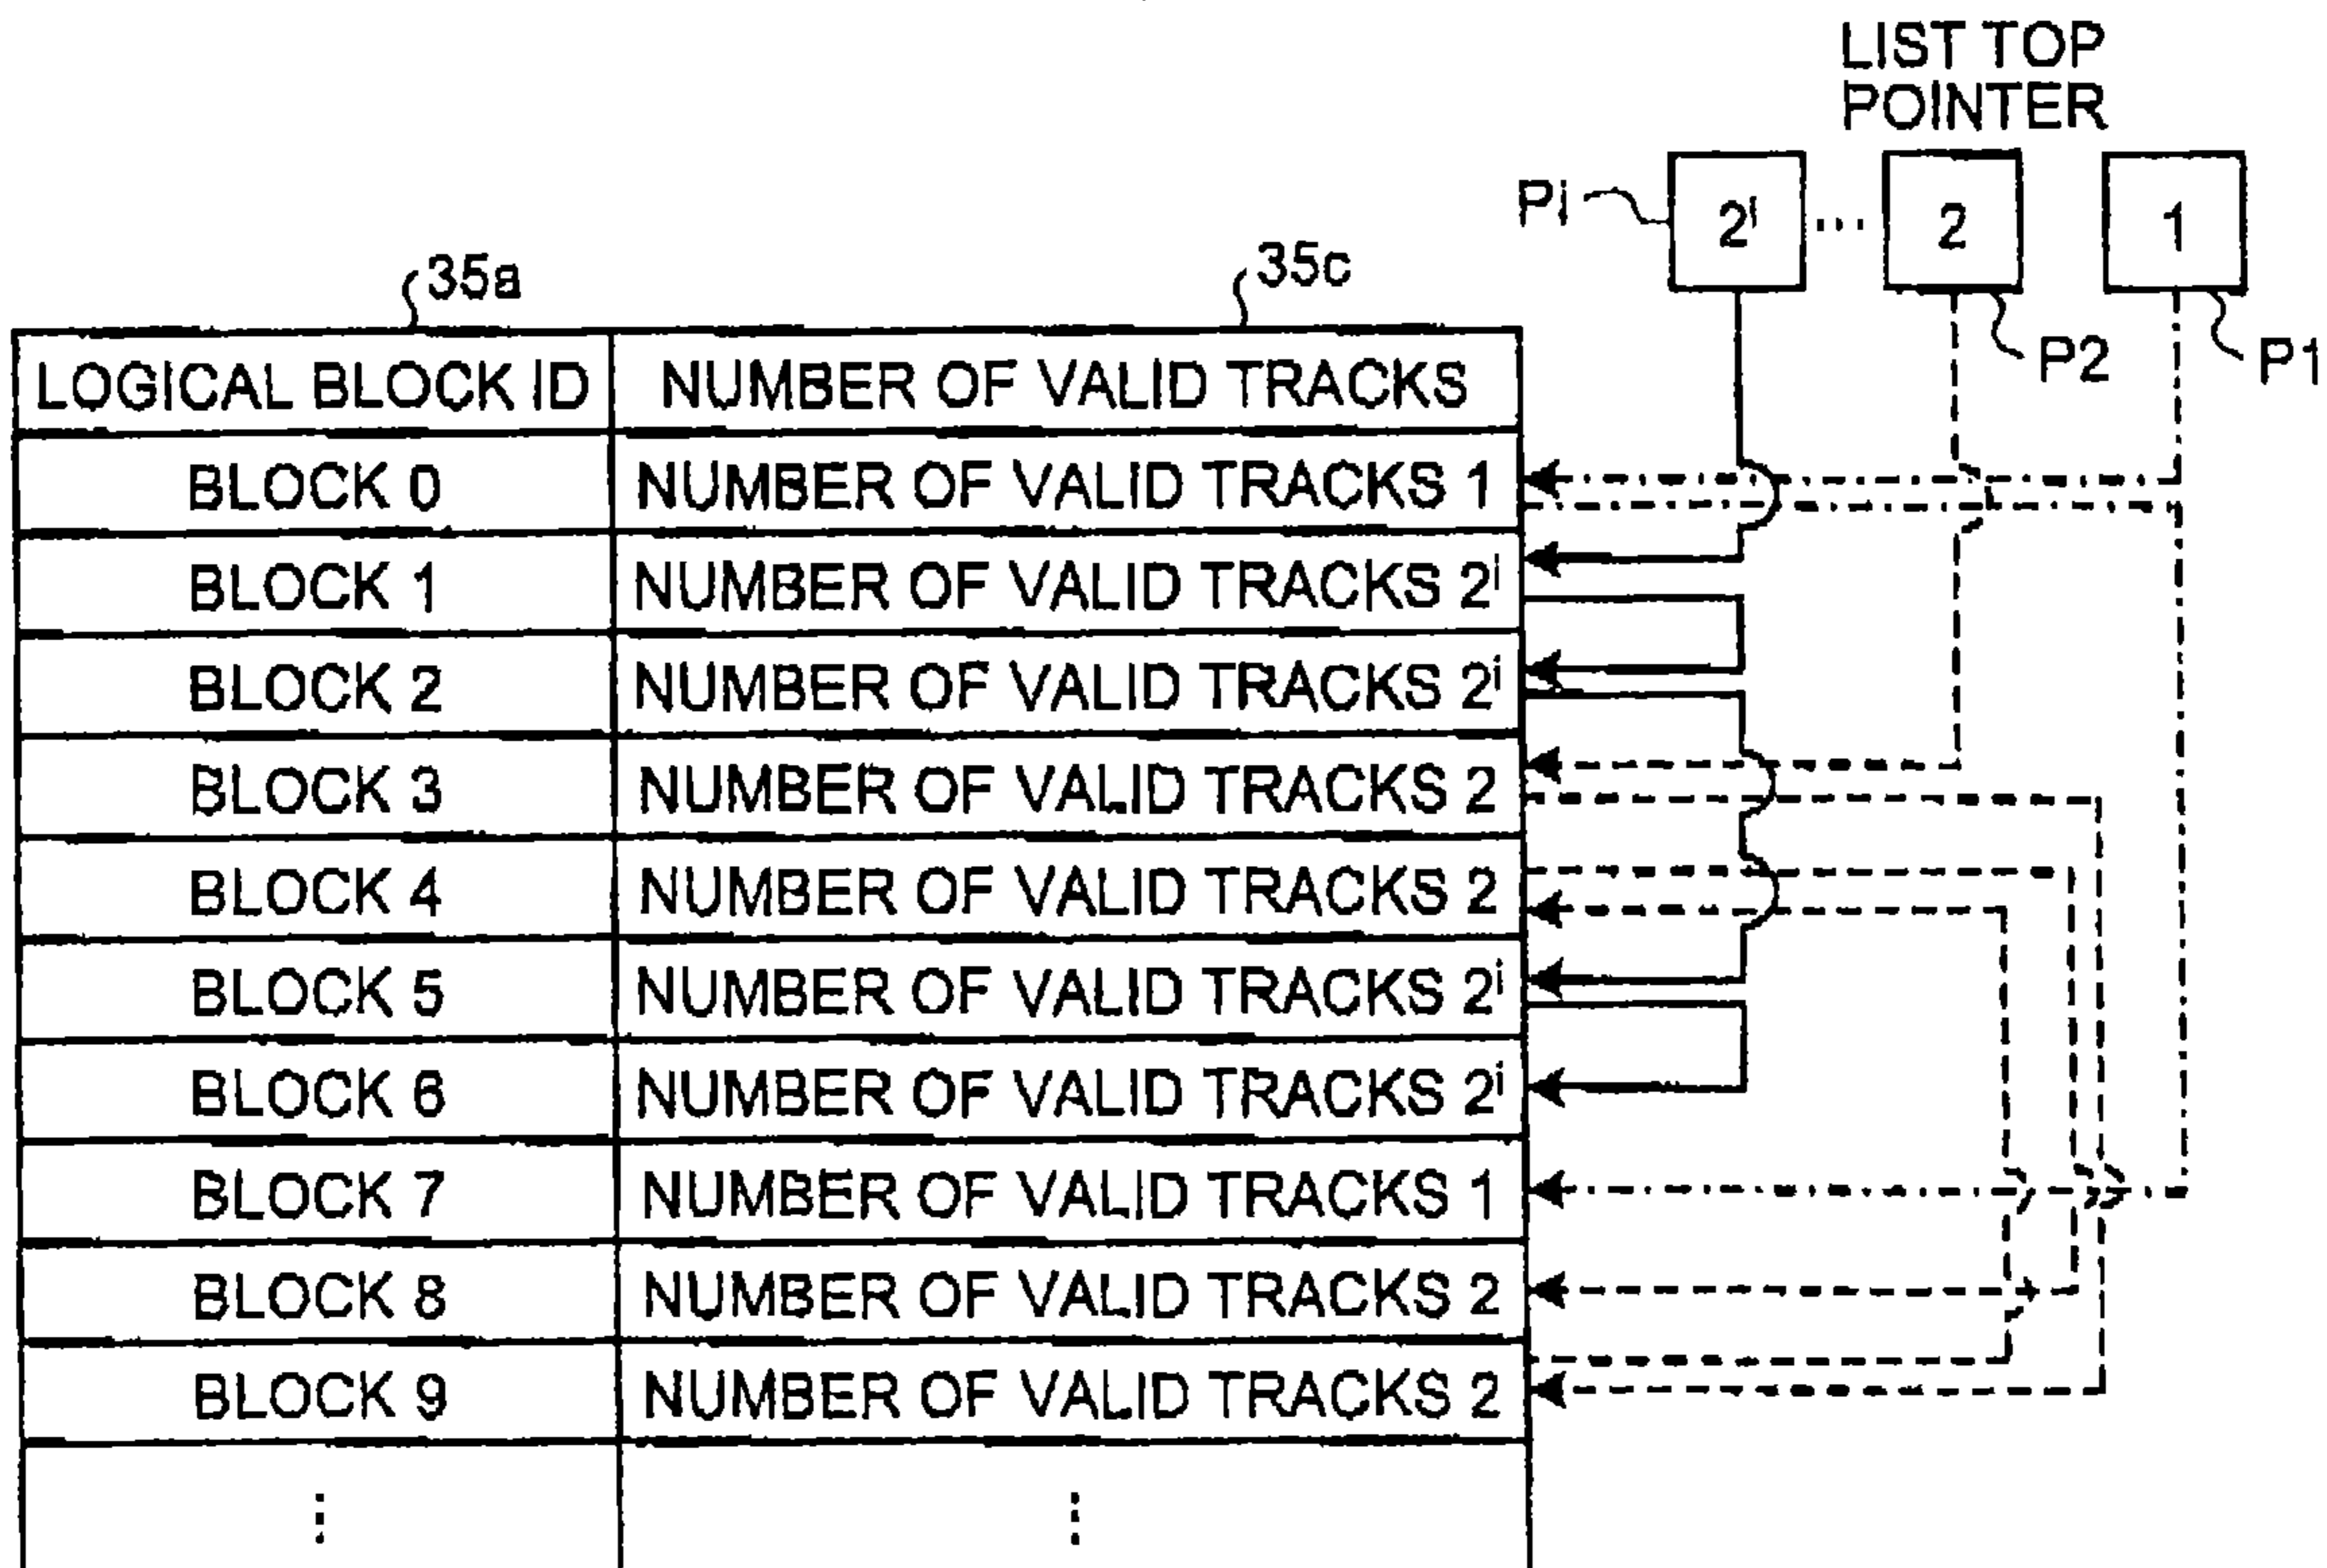 LIST TOP
POINTER
Pi
2ⁱ
...
2
1
35a
35c
P2
P1
LOGICAL BLOCK ID NUMBER OF VALID TRACKS
BLOCK 0 NUMBER OF VALID TRACKS 1
BLOCK 1 NUMBER OF VALID TRACKS 2ⁱ
BLOCK 2 NUMBER OF VALID TRACKS 2ⁱ
BLOCK 3 NUMBER OF VALID TRACKS 2
BLOCK 4 NUMBER OF VALID TRACKS 2
BLOCK 5 NUMBER OF VALID TRACKS 2ⁱ
BLOCK 6 NUMBER OF VALID TRACKS 2ⁱ
BLOCK 7 NUMBER OF VALID TRACKS 1
BLOCK 8 NUMBER OF VALID TRACKS 2
BLOCK 9 NUMBER OF VALID TRACKS 2
⋮ ⋮